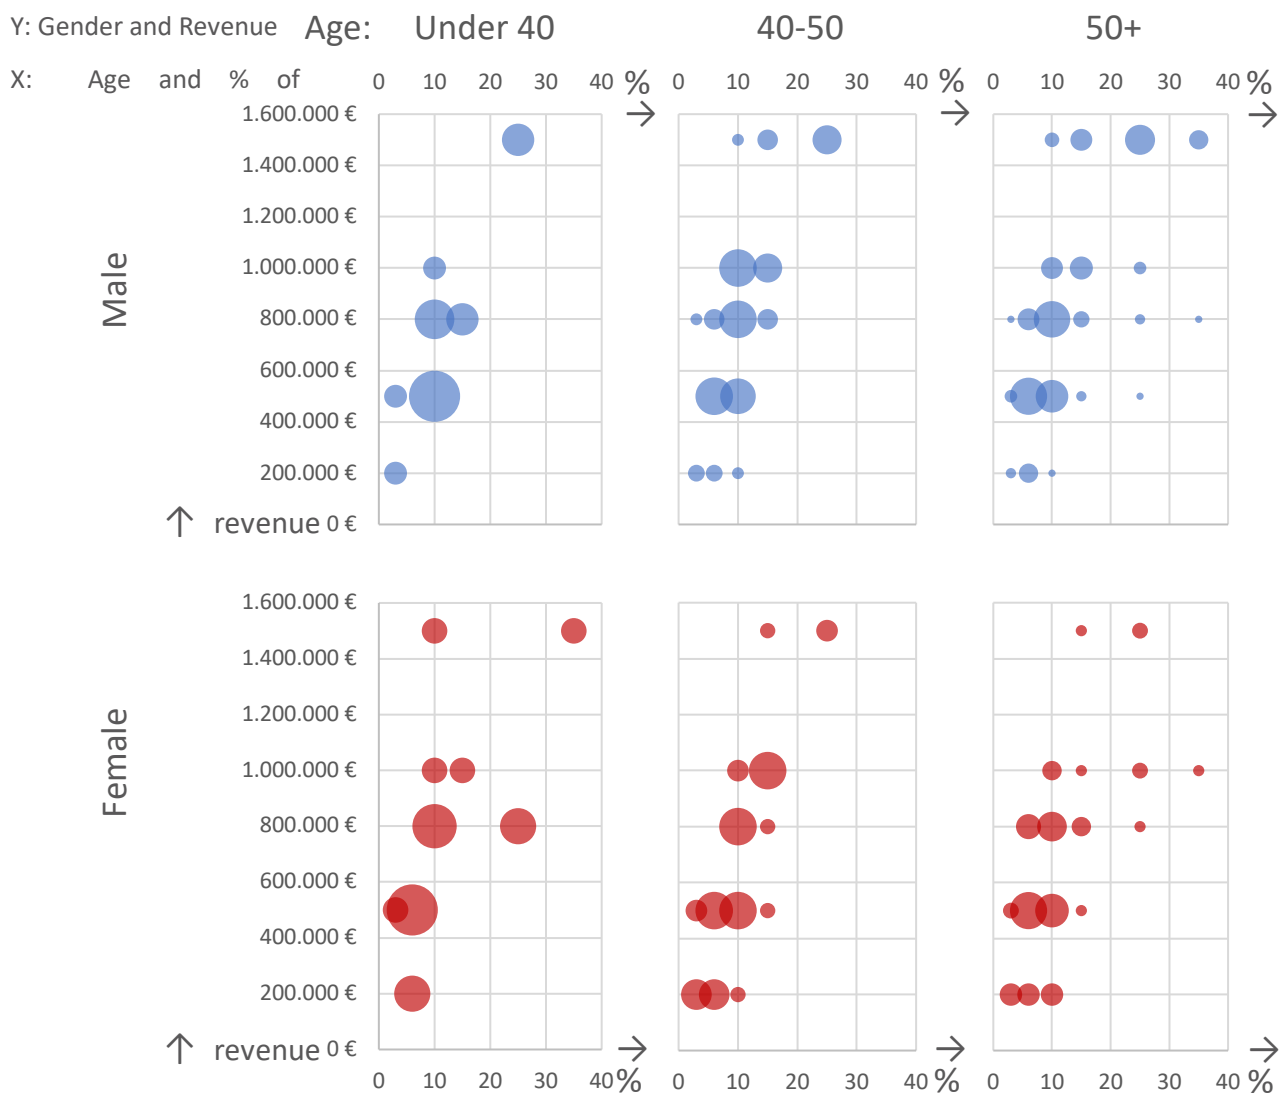 Y: Gender and Revenue Age: Under 40 40-50 50+
X: Age and % of 0 10 20 30 40 % 0 10 20 30 40 % 0 10 20 30 40 %
1.600.000 € → → →
1.400.000 €
1.200.000 €
1.000.000 €
Male
800.000 €
600.000 €
400.000 €
200.000 €
↑ revenue 0 €
1.600.000 €
1.400.000 €
1.200.000 €
1.000.000 €
Female
800.000 €
600.000 €
400.000 €
200.000 €
↑ revenue 0 € → → →
0 10 20 30 40 % 0 10 20 30 40 % 0 10 20 30 40 %